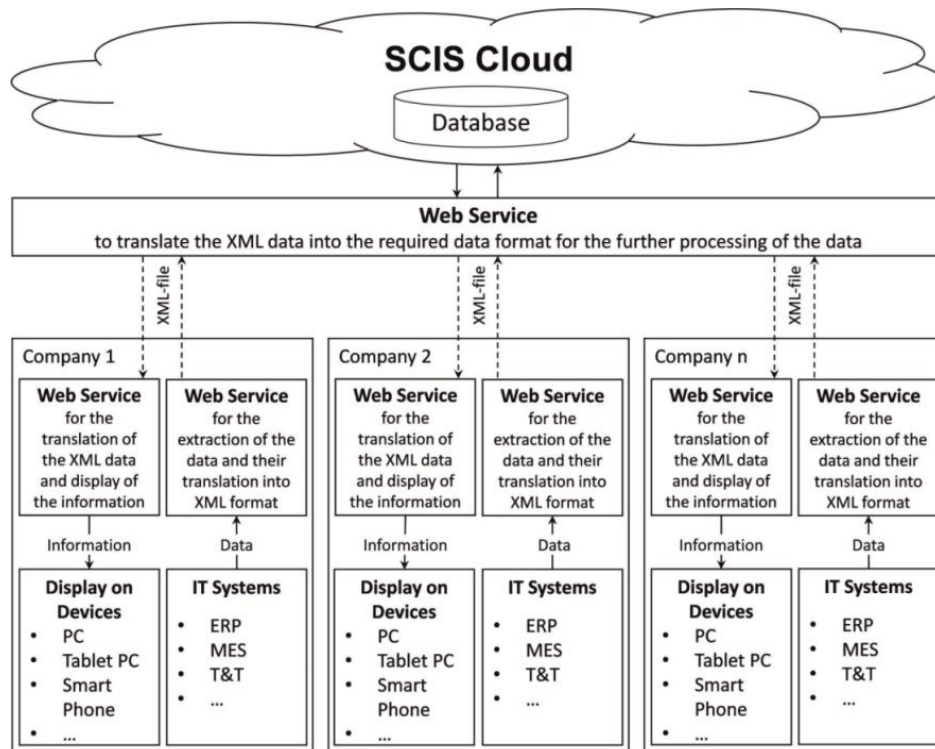 SCIS Cloud
Database
Web Service
to translate the XML data into the required data format for the further processing of the data
XML-file
XML-file
XML-file
Company 1
Web Service
for the
translation of
the XML data
and display of
the information
Web Service
for the
extraction of the
data and their
translation into
XML format
Information
Data
Display on
Devices
• PC
• Tablet PC
• Smart
Phone
• ...
IT Systems
• ERP
• MES
• T&T
• ...
Company 2
Web Service
for the
translation of
the XML data
and display of
the information
Web Service
for the
extraction of the
data and their
translation into
XML format
Information
Data
Display on
Devices
• PC
• Tablet PC
• Smart
Phone
• ...
IT Systems
• ERP
• MES
• T&T
• ...
Company n
Web Service
for the
translation of
the XML data
and display of
the information
Web Service
for the
extraction of the
data and their
translation into
XML format
Information
Data
Display on
Devices
• PC
• Tablet PC
• Smart
Phone
• ...
IT Systems
• ERP
• MES
• T&T
• ...